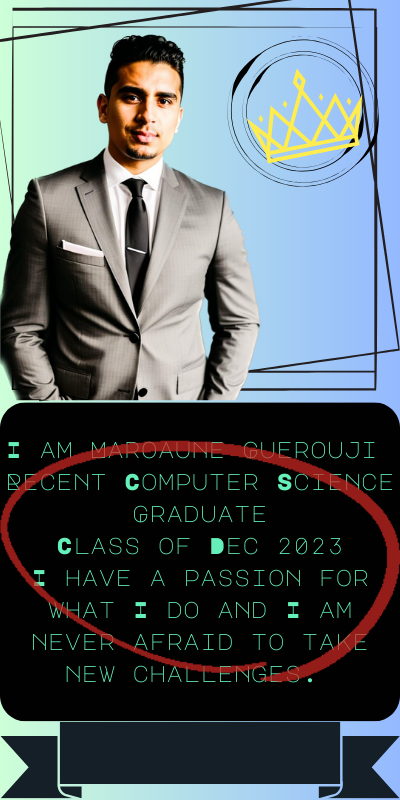 I AM MAROAUNE GUEROUJI
RECENT COMPUTER SCIENCE
GRADUATE
CLASS OF DEC 2023
I HAVE A PASSION FOR
WHAT I DO AND I AM
NEVER AFRAID TO TAKE
NEW CHALLENGES.